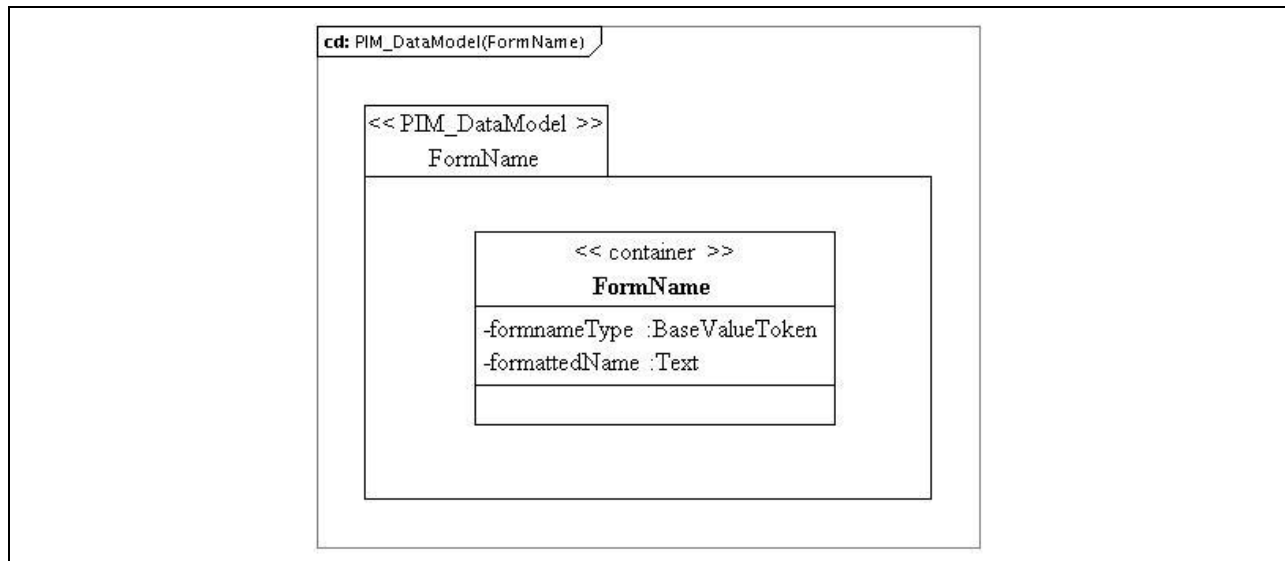 cd: PIM_DataModel(FormName)
<< PIM_DataModel >>
FormName
<< container >>
FormName
-formnameType :BaseValueToken
-formattedName :Text